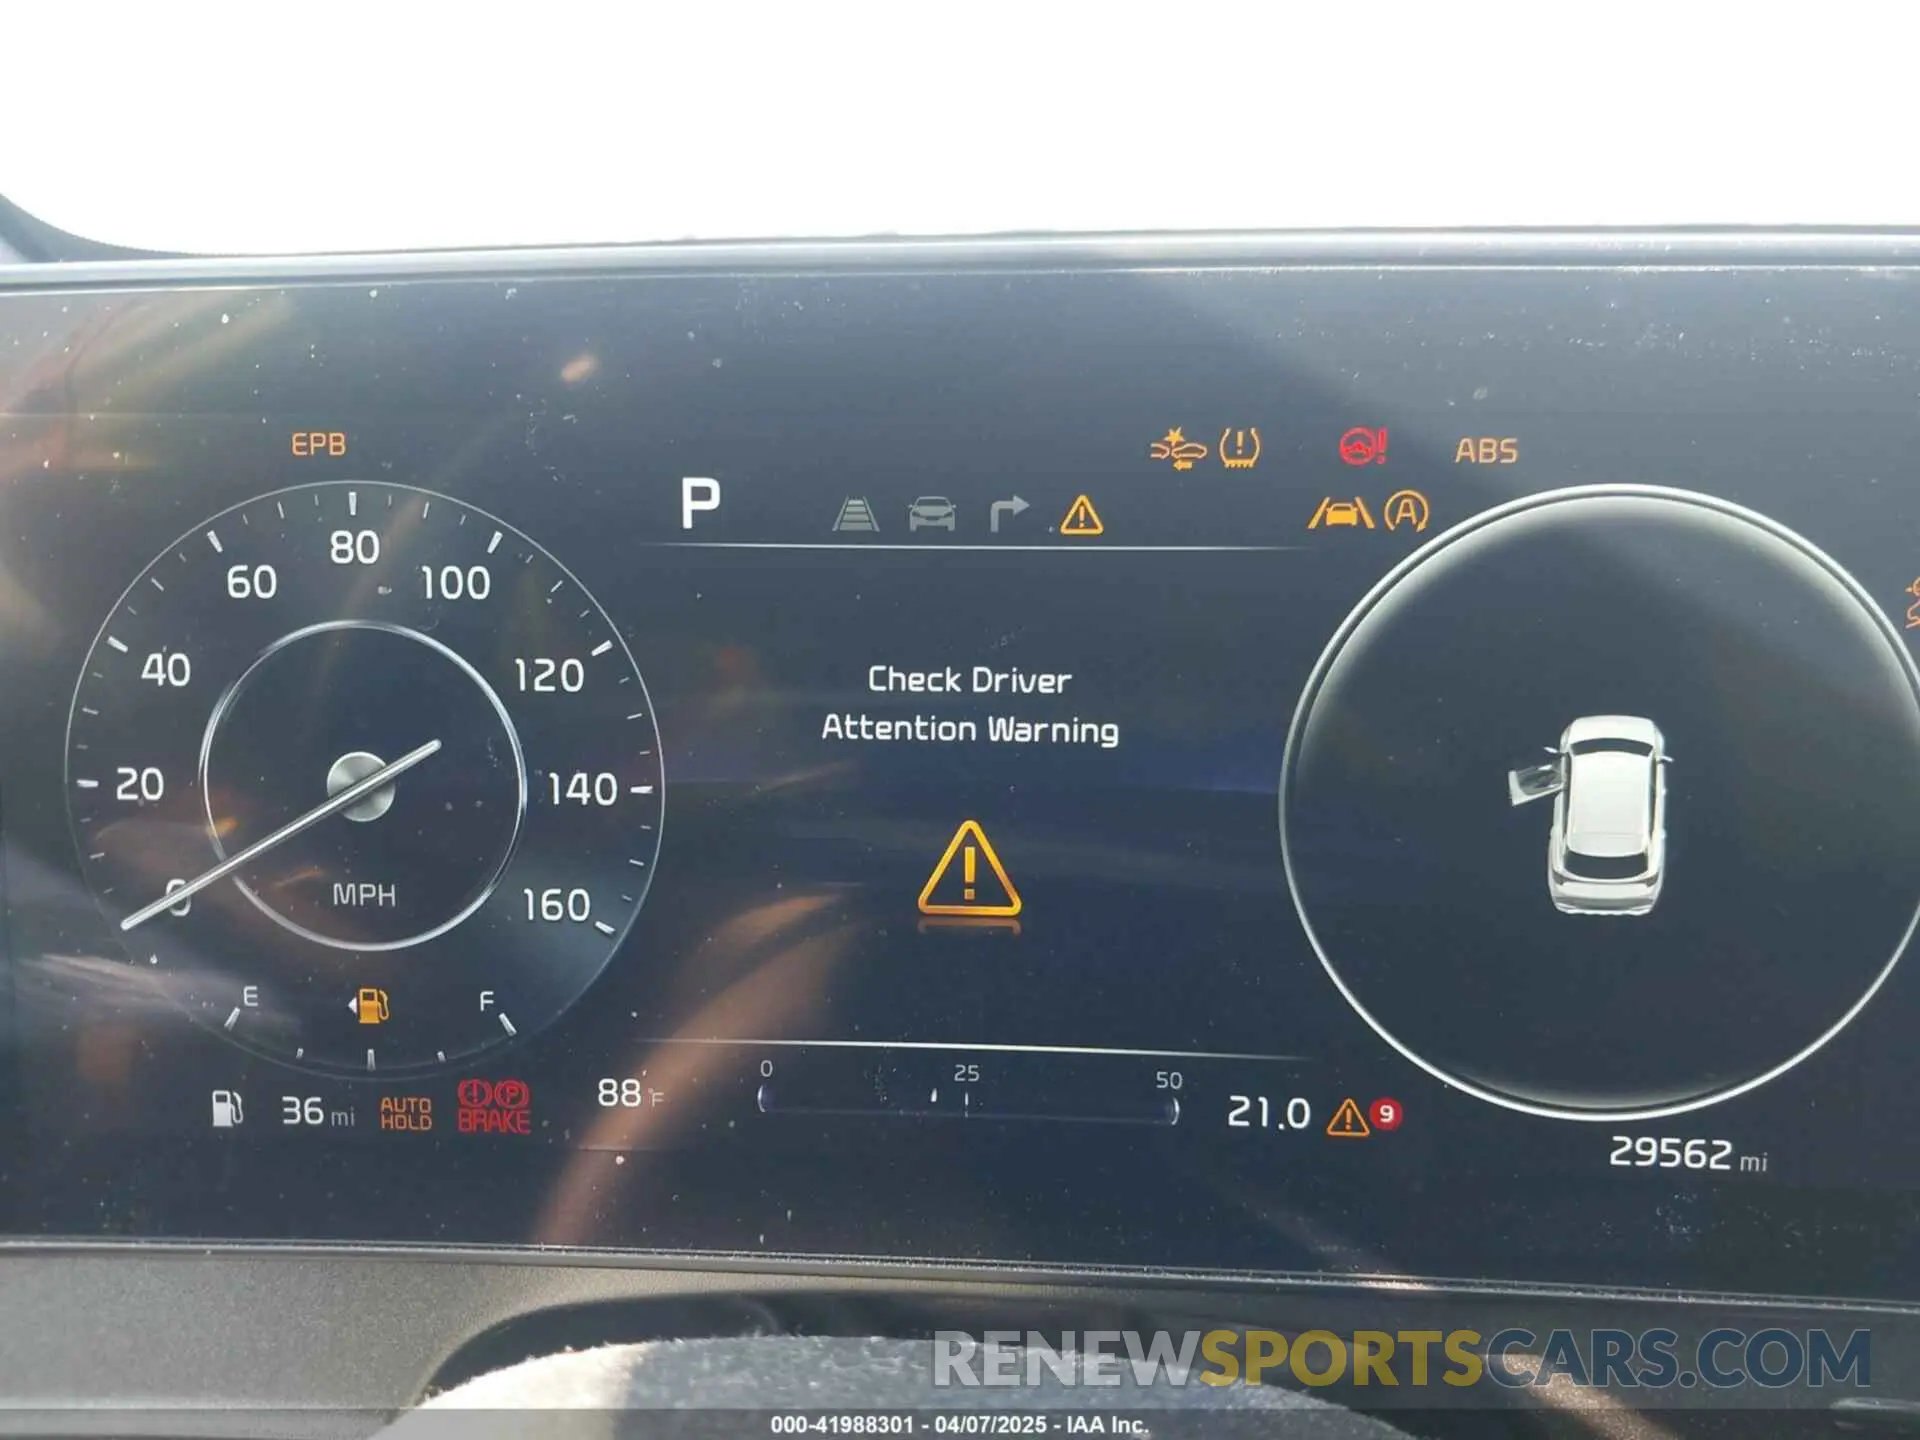 EPB
ABS
P
A
80
60
100
40
120
20
140
0
160
MPH
Check Driver
Attention Warning
E
F
36 mi
AUTO
HOLD
P
BRAKE
88°F
0
25
50
21.0
9
29562 mi
RENEWSPORTSCARS.COM
000-41988301 - 04/07/2025 - IAA Inc.